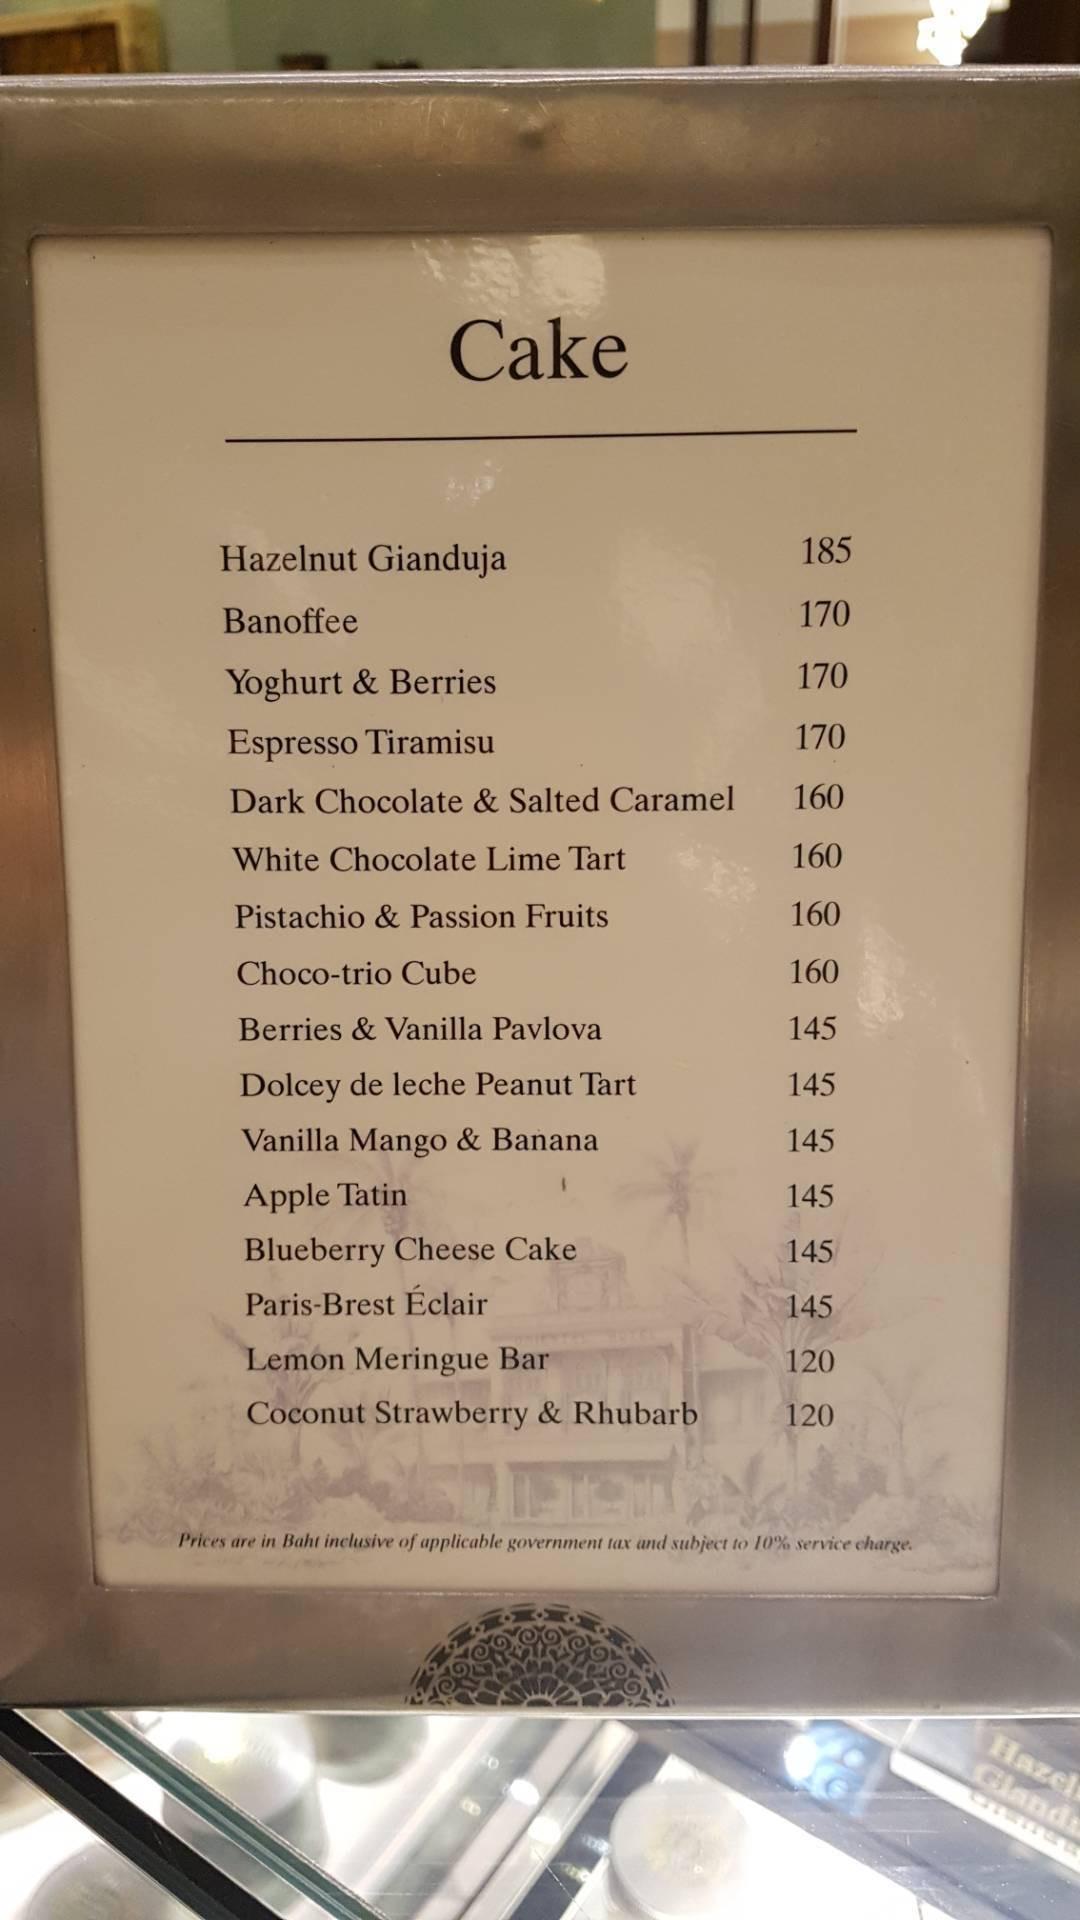 Cake
Hazelnut Gianduja 185
Banoffee 170
Yoghurt & Berries 170
Espresso Tiramisu 170
Dark Chocolate & Salted Caramel 160
White Chocolate Lime Tart 160
Pistachio & Passion Fruits 160
Choco-trio Cube 160
Berries & Vanilla Pavlova 145
Dolcey de leche Peanut Tart 145
Vanilla Mango & Banana 145
Apple Tatin 145
Blueberry Cheese Cake 145
Paris-Brest Éclair 145
ORIENTAL HOTEL
Lemon Meringue Bar 120
Coconut Strawberry & Rhubarb 120
Prices are in Baht inclusive of applicable government tax and subject to 10% service charge.